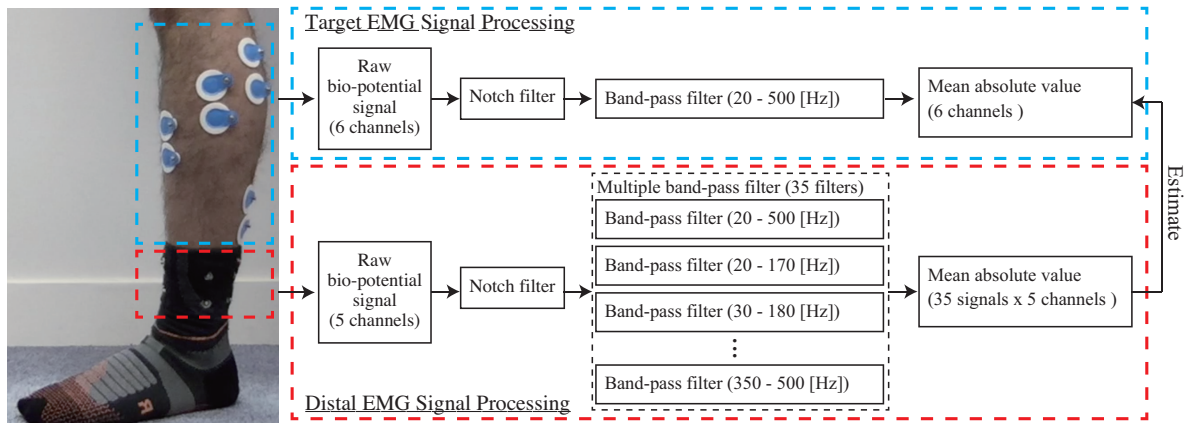 Target EMG Signal Processing
Raw
bio-potential
signal
(6 channels)
Notch filter
Band-pass filter (20 - 500 [Hz])
Mean absolute value
(6 channels )
Estimate
Multiple band-pass filter (35 filters)
Band-pass filter (20 - 500 [Hz])
Raw
bio-potential
signal
(5 channels)
Notch filter
Band-pass filter (20 - 170 [Hz])
Band-pass filter (30 - 180 [Hz])
⋮
Band-pass filter (350 - 500 [Hz])
Mean absolute value
(35 signals x 5 channels )
Distal EMG Signal Processing